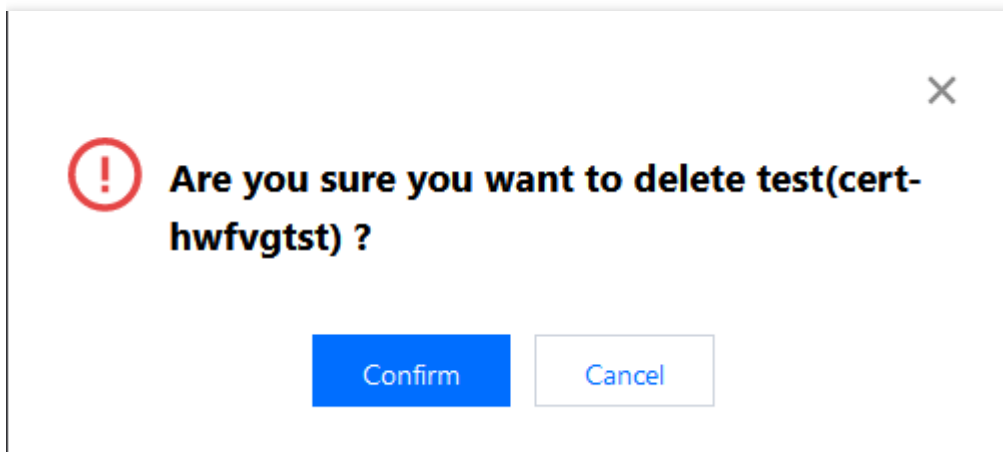 Are you sure you want to delete test(cert-
hwfvgtst) ?
Confirm Cancel